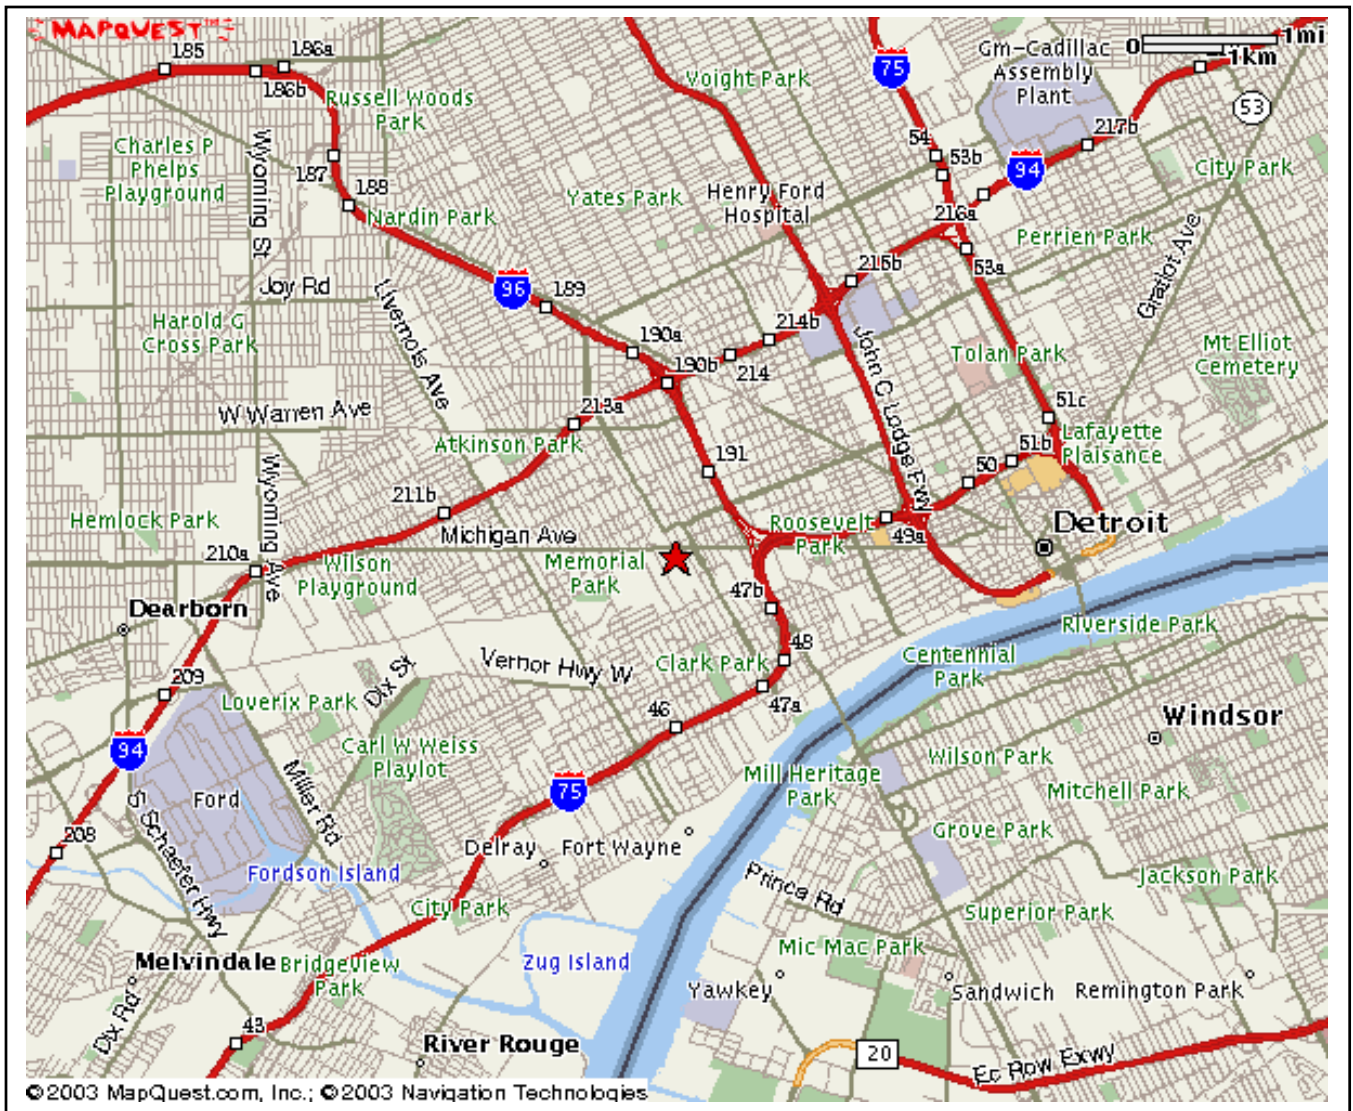 MAPQUEST
185
186a
186b
Russell Woods
Park
Voight Park
75
Gm-Cadillac
Assembly
Plant
0
1mi
1km
53
217b
94
54
53b
City Park
Charles P
Phelps
Playground
Wyoming St
187
188
Nardin Park
Yates Park
Henry Ford
Hospital
216a
Perrien Park
Gratiot Ave
53a
215b
Joy Rd
Livernois Ave
96
189
Harold G
Cross Park
190a
190b
214b
214
John C Lodge Fwy
Tolan Park
Mt Elliot
Cemetery
W Warren Ave
213a
51c
Atkinson Park
191
50
51b
Lafayette
Plaisance
211b
Wyoming Ave
Hemlock Park
Michigan Ave
Roosevelt
Park
49a
Detroit
210a
Wilson
Playground
Memorial
Park
47b
Dearborn
48
Riverside Park
Vernor Hwy W
Clark Park
Centennial
Park
209
Loverix Park
Dix St
46
47a
Windsor
94
Carl W Weiss
Playlot
Wilson Park
Mill Heritage
Park
Mitchell Park
Ford
Miller Rd
75
S Schaefer Hwy
208
Grove Park
Delray
Fort Wayne
Fordson Island
Prince Rd
Jackson Park
City Park
Superior Park
Mic Mac Park
Melvindale
Bridgeview
Park
Zug Island
Yawkey
Sandwich
Remington Park
Dix Rd
43
River Rouge
20
Ec Row Exwy
©2003 MapQuest.com, Inc.; ©2003 Navigation Technologies